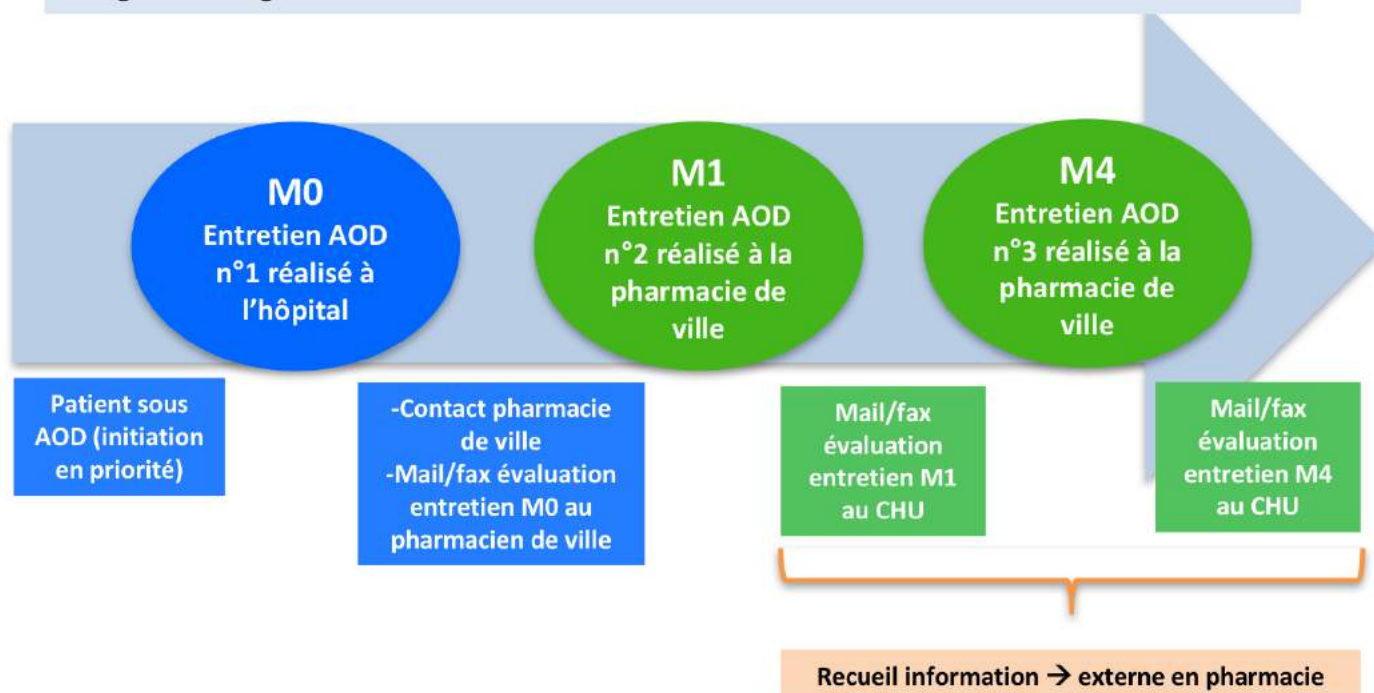 M0
Entretien AOD
n°1 réalisé à
l'hôpital
M1
Entretien AOD
n°2 réalisé à la
pharmacie de
ville
M4
Entretien AOD
n°3 réalisé à la
pharmacie de
ville
Patient sous
AOD (initiation
en priorité)
-Contact pharmacie
de ville
-Mail/fax évaluation
entretien M0 au
pharmacien de ville
Mail/fax
évaluation
entretien M1
au CHU
Mail/fax
évaluation
entretien M4
au CHU
Recueil information → externe en pharmacie